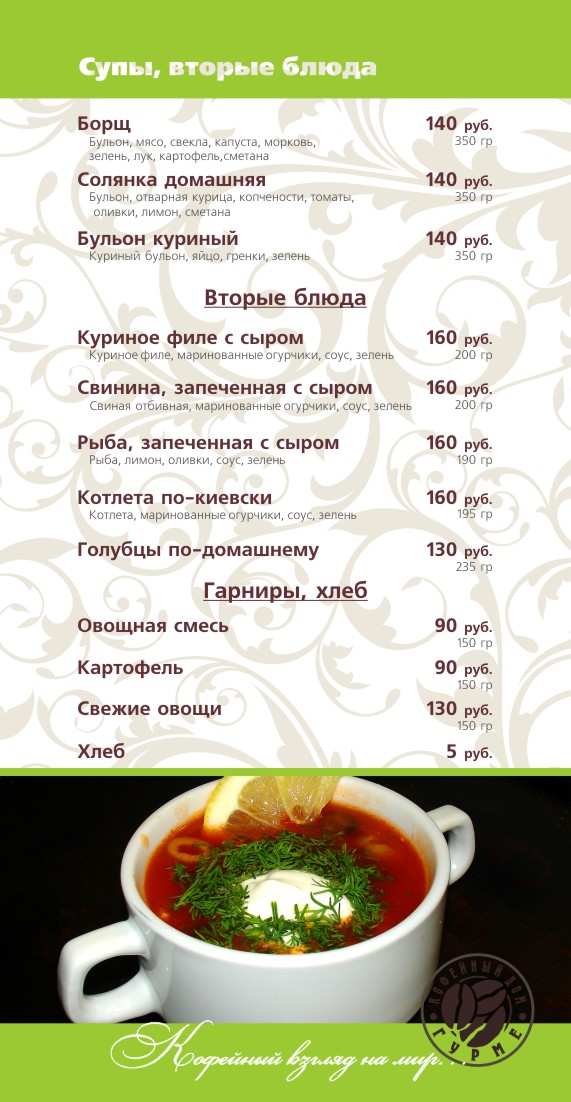 Супы, вторые блюда
Борщ 140 руб.
Бульон, мясо, свекла, капуста, морковь, 350 гр
зелень, лук, картофель,сметана
Солянка домашняя 140 руб.
Бульон, отварная курица, копчености, томаты, 350 гр
оливки, лимон, сметана
Бульон куриный 140 руб.
Куриный бульон, яйцо, гренки, зелень 350 гр
Вторые блюда
Куриное филе с сыром 160 руб.
Куриное филе, маринованные огурчики, соус, зелень 200 гр
Свинина, запеченная с сыром 160 руб.
Свиная отбивная, маринованные огурчики, соус, зелень 200 гр
Рыба, запеченная с сыром 160 руб.
Рыба, лимон, оливки, соус, зелень 190 гр
Котлета по-киевски 160 руб.
Котлета, маринованные огурчики, соус, зелень 195 гр
Голубцы по-домашнему 130 руб.
235 гр
Гарниры, хлеб
Овощная смесь 90 руб.
150 гр
Картофель 90 руб.
150 гр
Свежие овощи 130 руб.
150 гр
Хлеб 5 руб.
КОФЕЙНЫЙ ДОМ
ГУРМЕ
Кофейный взгляд на мир...